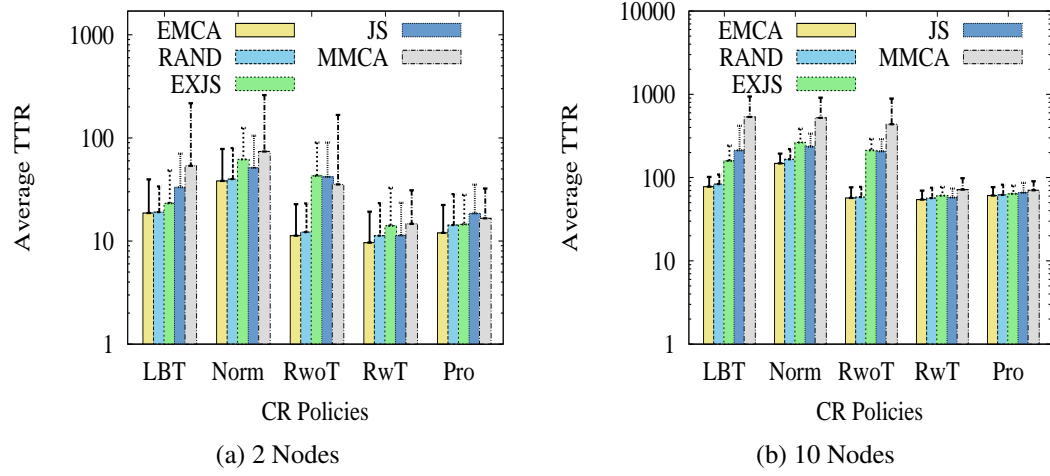 EMCA JS
RAND MMCA
EXJS
1000
100
10
1
Average TTR
LBT Norm RwoT RwT Pro
CR Policies
(a) 2 Nodes
EMCA JS
RAND MMCA
EXJS
10000
1000
100
10
1
Average TTR
LBT Norm RwoT RwT Pro
CR Policies
(b) 10 Nodes